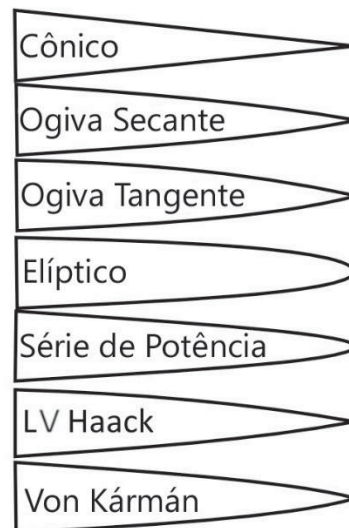 Cônico
Ogiva Secante
Ogiva Tangente
Elíptico
Série de Potência
LV Haack
Von Kármán